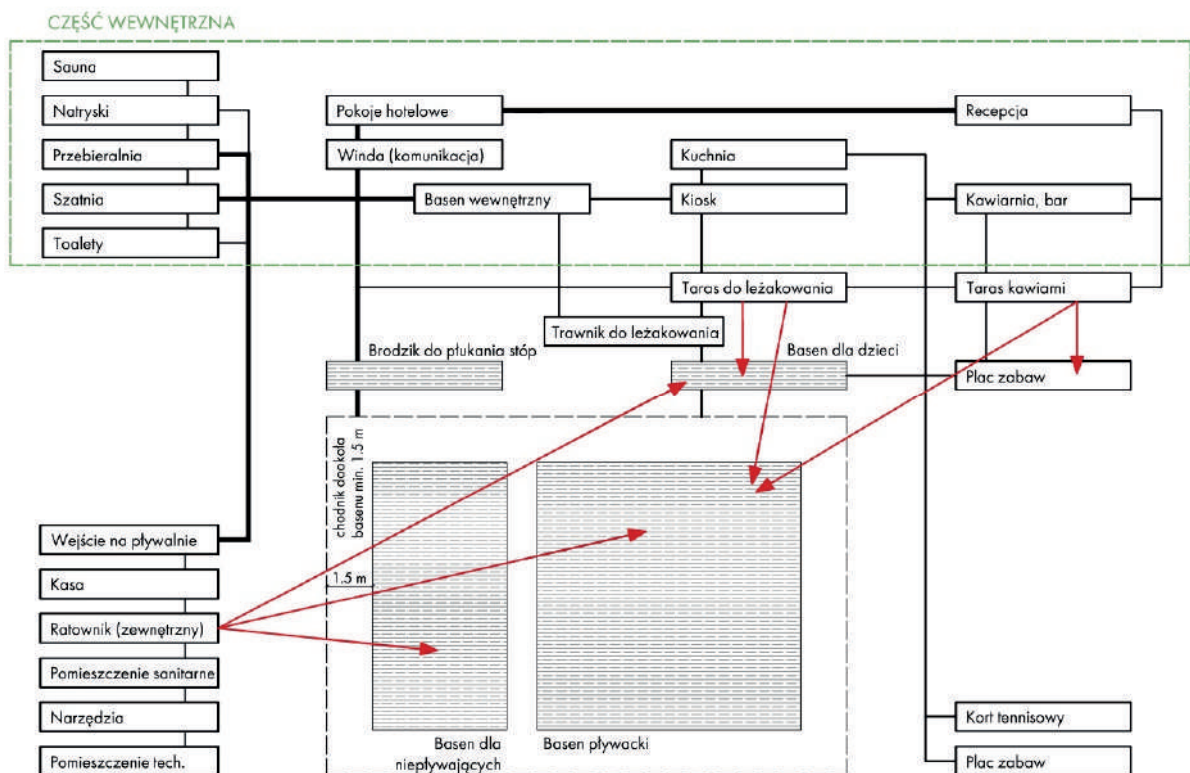 CZĘŚĆ WEWNĘTRZNA
Sauna
Natryski
Pokoje hotelowe
Recepcja
Przebieralnia
Winda (komunikacja)
Kuchnia
Szatnia
Basen wewnętrzny
Kiosk
Kawiarnia, bar
Toalety
Taras do leżakowania
Taras kawiarni
Trawnik do leżakowania
Brodzik do płukania stóp
Basen dla dzieci
Plac zabaw
chodnik dookoła
basenu min. 1.5 m
Wejście na pływalnie
Kasa
1.5 m
Ratownik (zewnętrzny)
Pomieszczenie sanitarne
Narzędzia
Kort tennisowy
Basen dla
niepływających
Basen pływacki
Pomieszczenie tech.
Plac zabaw